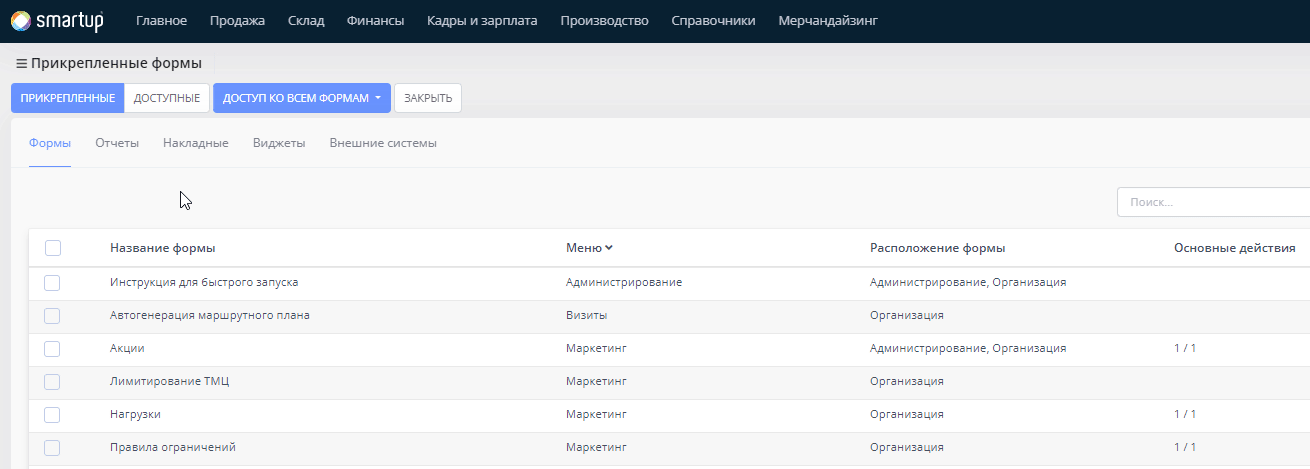 smartup Главное Продажа Склад Финансы Кадры и зарплата Производство Справочники Мерчандайзинг
Прикрепленные формы
ПРИКРЕПЛЕННЫЕ ДОСТУПНЫЕ ДОСТУП КО ВСЕМ ФОРМАМ ЗАКРЫТЬ
Формы Отчеты Накладные Виджеты Внешние системы
Поиск...
Название формы Меню Расположение формы Основные действия
Инструкция для быстрого запуска Администрирование Администрирование, Организация
Автогенерация маршрутного плана Визиты Организация
Акции Маркетинг Администрирование, Организация 1 / 1
Лимитирование ТМЦ Маркетинг Организация
Нагрузки Маркетинг Организация 1 / 1
Правила ограничений Маркетинг Организация 1 / 1